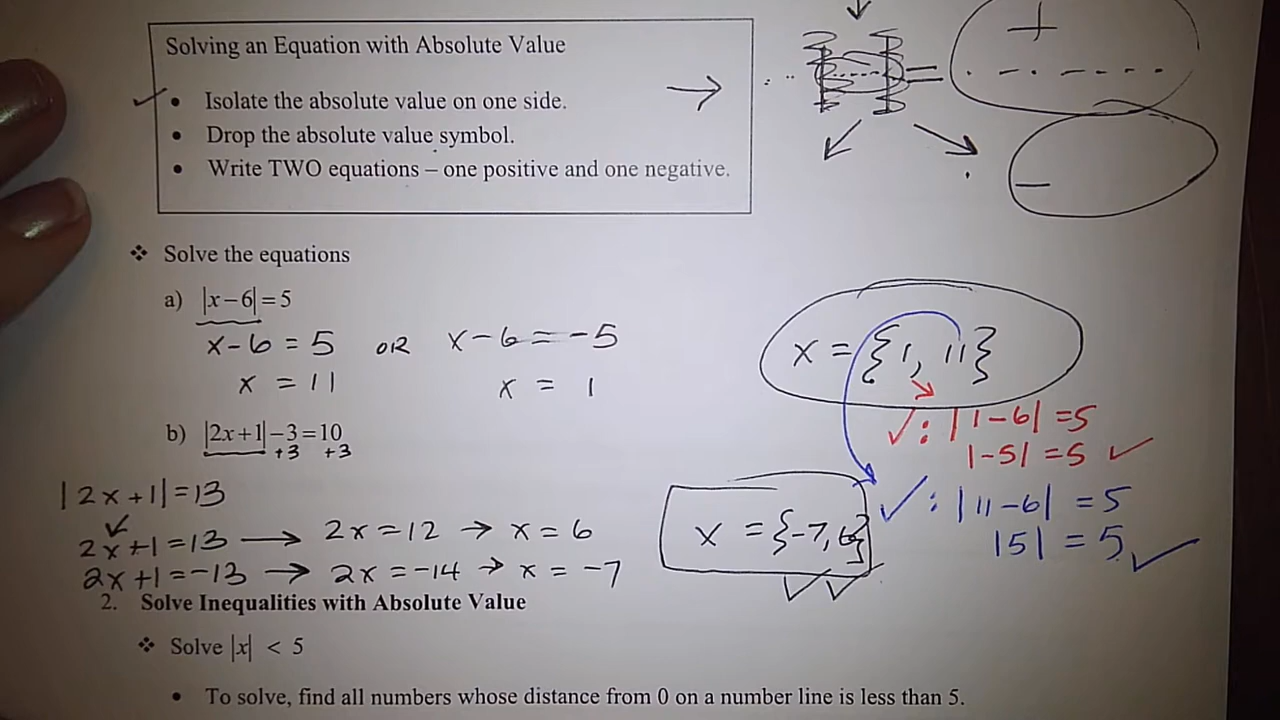 Solving an Equation with Absolute Value
• Isolate the absolute value on one side.
• Drop the absolute value symbol.
• Write TWO equations – one positive and one negative.
+
−
❖ Solve the equations
a) |x−6| = 5
x − 6 = 5 OR x − 6 = −5
x = 11 x = 1
x = {1, 11}
✓: |1−6| = 5
|−5| = 5 ✓
b) |2x+1| −3 = 10
+3 +3
|2x+1| = 13
2x+1 = 13 → 2x = 12 → x = 6
2x+1 = −13 → 2x = −14 → x = −7
x = {−7, 6}
✓: |11−6| = 5
|5| = 5 ✓
2. Solve Inequalities with Absolute Value
❖ Solve |x| < 5
• To solve, find all numbers whose distance from 0 on a number line is less than 5.